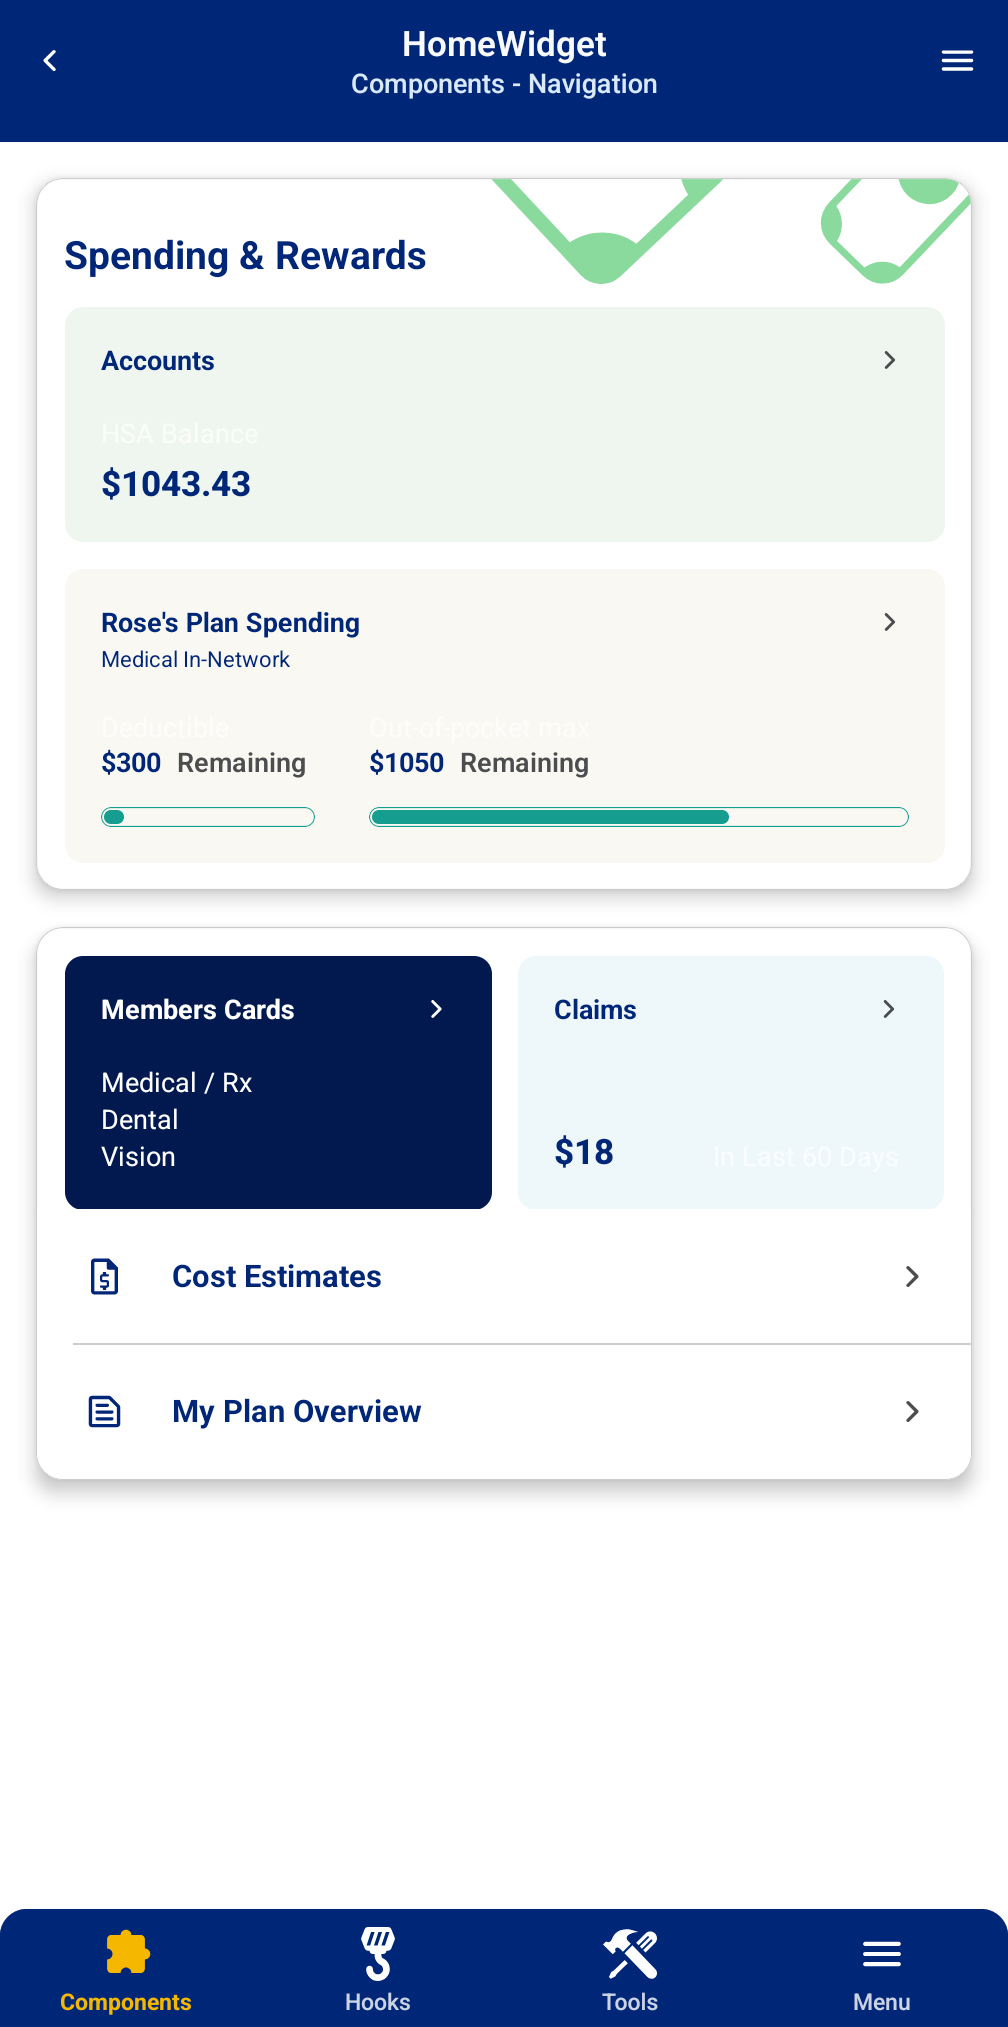 HomeWidget
Components - Navigation
Spending & Rewards
Accounts
HSA Balance
$1043.43
Rose's Plan Spending
Medical In-Network
Deductible
Out-of-pocket max
$300 Remaining
$1050 Remaining
Members Cards
Medical / Rx
Dental
Vision
Claims
$18
In Last 60 Days
Cost Estimates
My Plan Overview
Components
Hooks
Tools
Menu